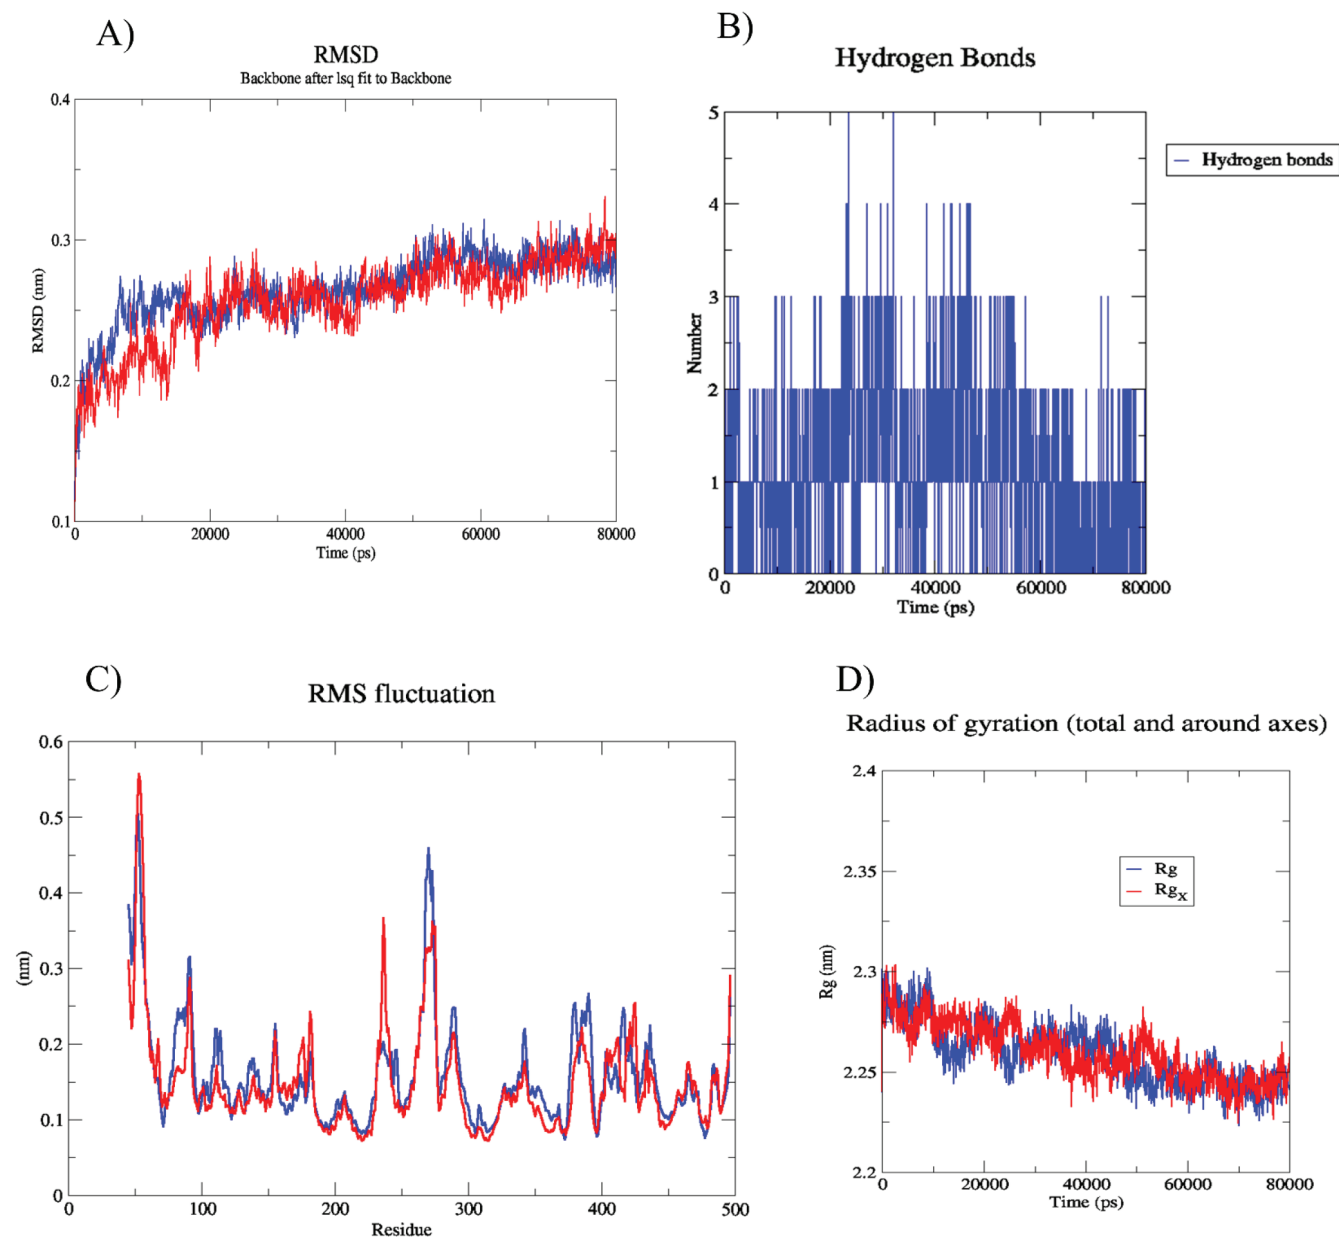 A)
RMSD
Backbone after lsq fit to Backbone
0.4
0.3
0.2
0.1
RMSD (nm)
0 20000 40000 60000 80000
Time (ps)
B)
Hydrogen Bonds
5
4
3
2
1
0
Number
0 20000 40000 60000 80000
Time (ps)
Hydrogen bonds
C)
RMS fluctuation
0.6
0.5
0.4
0.3
0.2
0.1
0
(nm)
0 100 200 300 400 500
Residue
D)
Radius of gyration (total and around axes)
2.4
2.35
2.3
2.25
2.2
Rg (nm)
Rg
Rgx
0 20000 40000 60000 80000
Time (ps)